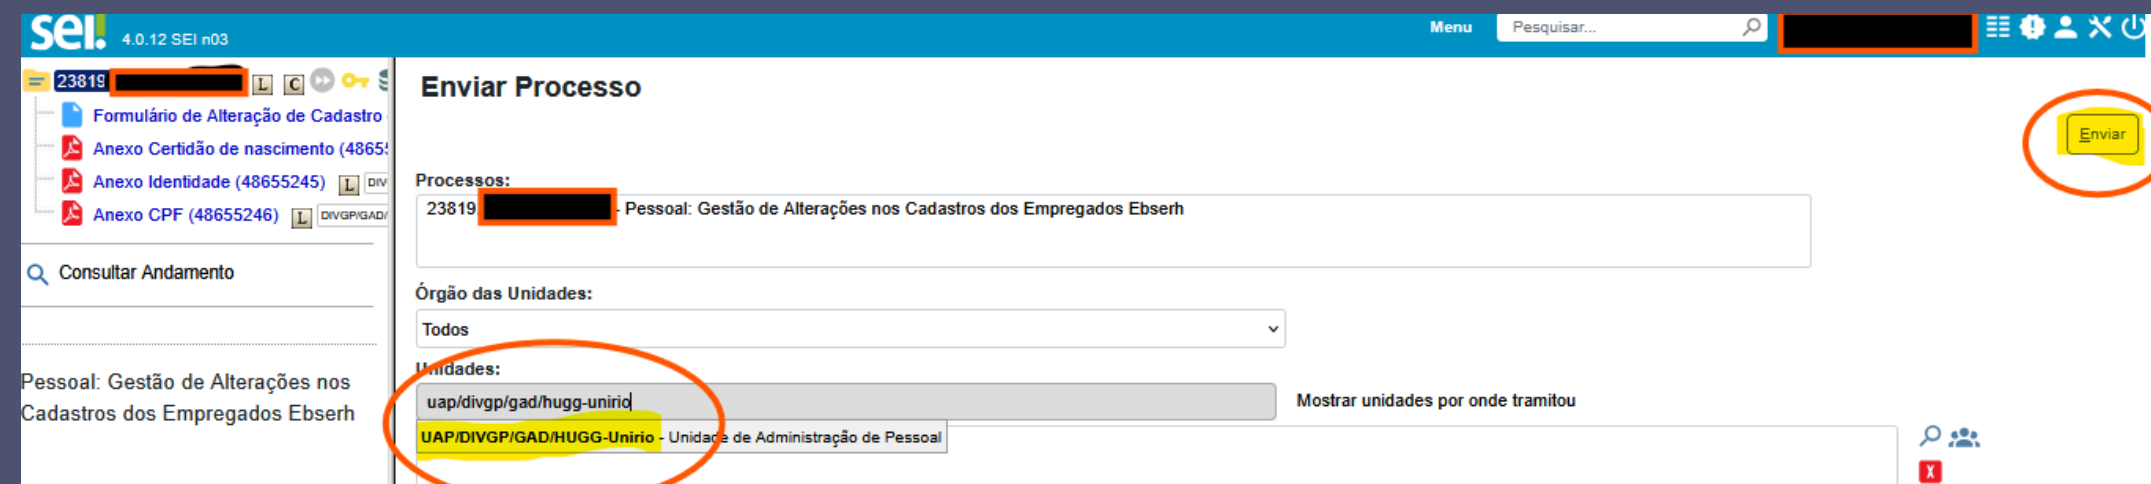 sei! 4.0.12 SEI n03
Menu
Pesquisar...
23819
L C
Formulário de Alteração de Cadastro
Anexo Certidão de nascimento (4865
Anexo Identidade (48655245) L DIV
Anexo CPF (48655246) L DIVGP/GAD/
Consultar Andamento
Pessoal: Gestão de Alterações nos
Cadastros dos Empregados Ebserh
Enviar Processo
Enviar
Processos:
23819 - Pessoal: Gestão de Alterações nos Cadastros dos Empregados Ebserh
Órgão das Unidades:
Todos
Unidades:
uap/divgp/gad/hugg-unirio
Mostrar unidades por onde tramitou
UAP/DIVGP/GAD/HUGG-Unirio - Unidade de Administração de Pessoal
X